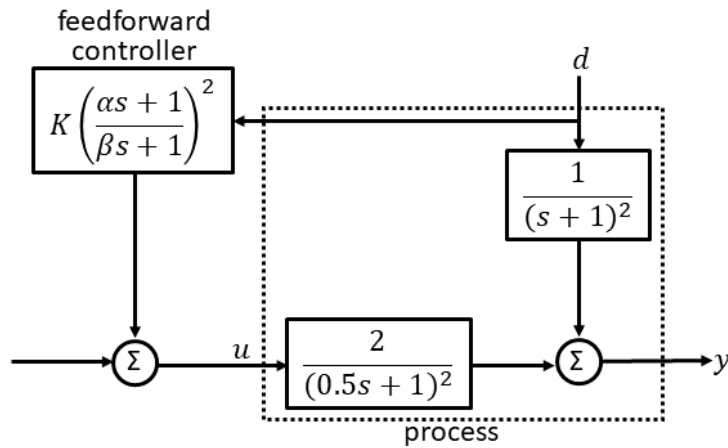 feedforward
controller
K((αs + 1)/(βs + 1))²
d
1/(s + 1)²
Σ
u
2/(0.5s + 1)²
Σ
y
process